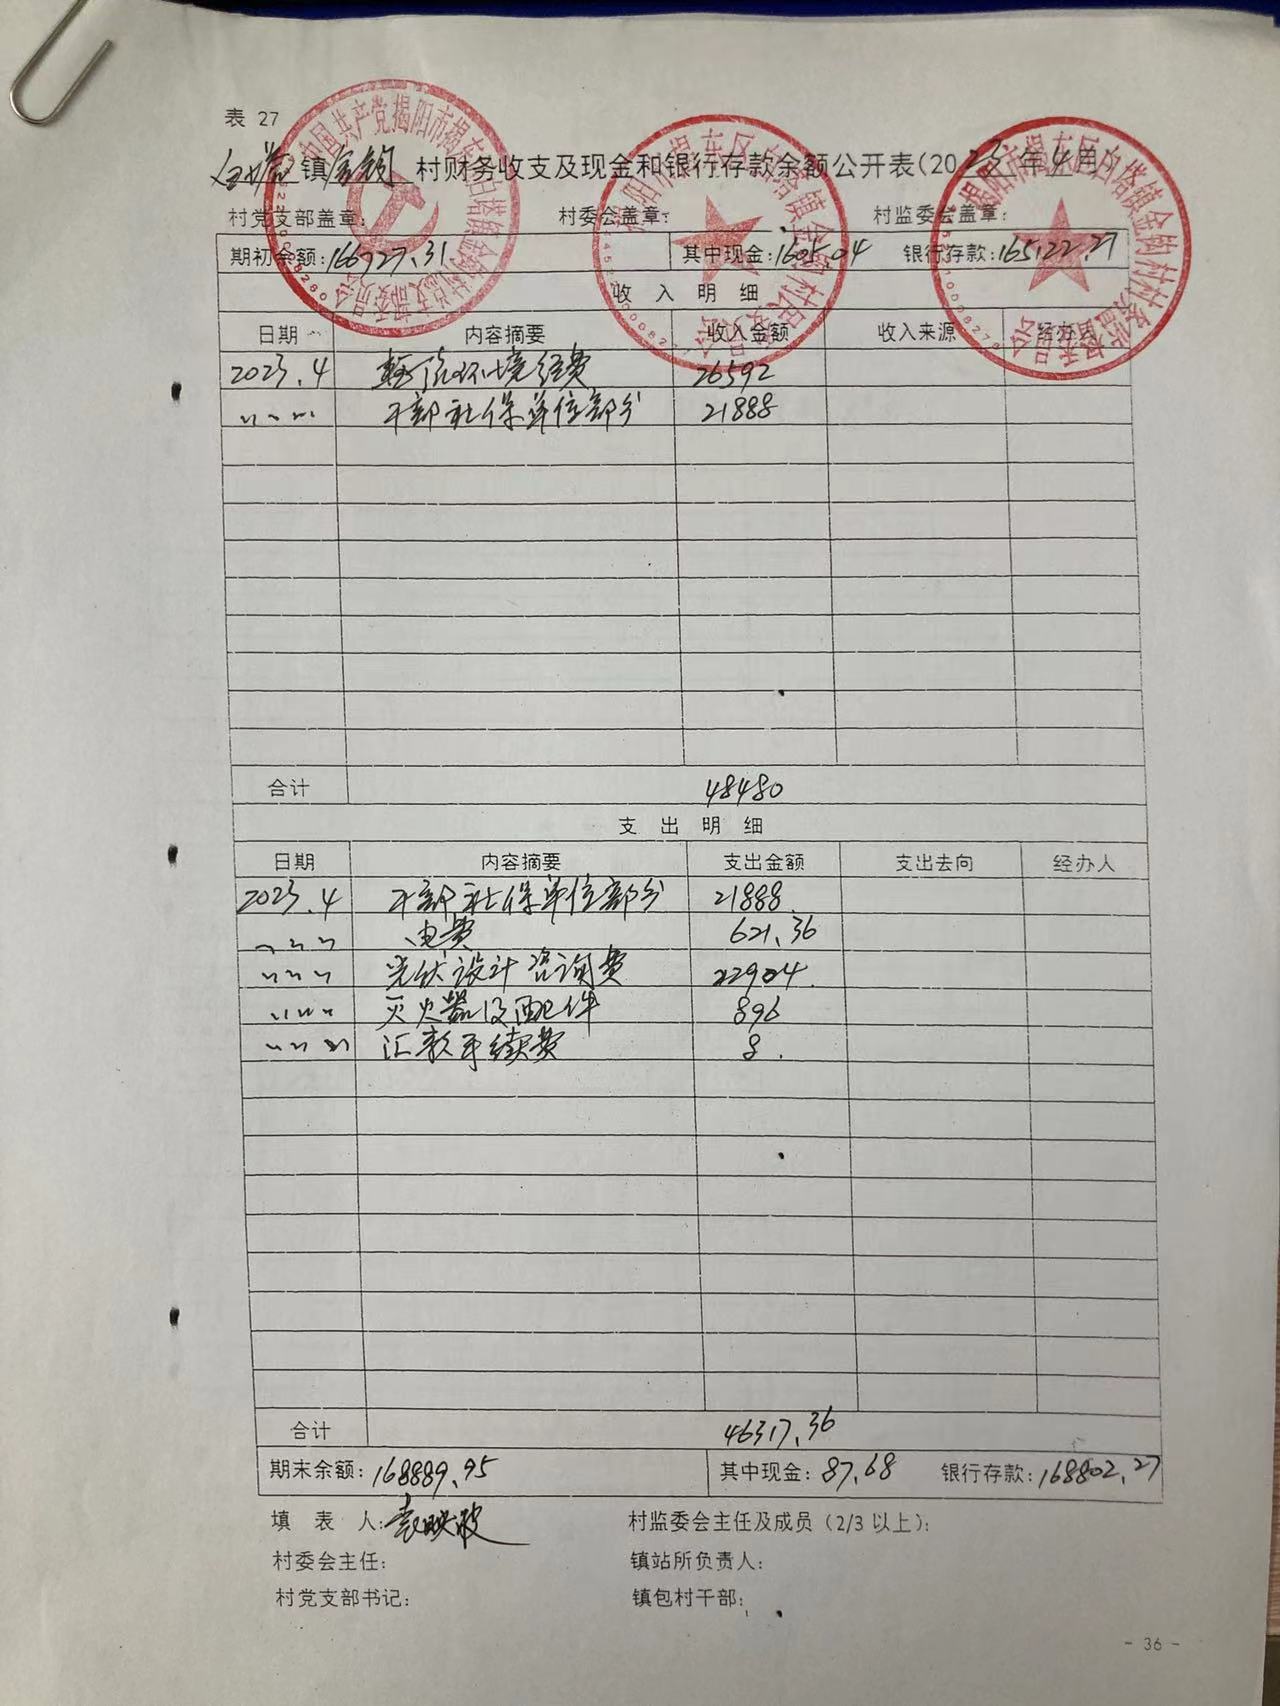 表 27
白塔镇金钩村财务收支及现金和银行存款余额公开表(2023年4月)
村党支部盖章: 村委会盖章: 村监委会盖章:
期初余额:166727.31 其中现金:1605.04 银行存款:165122.27
收入明细
日期 内容摘要 收入金额 收入来源 经办人
2023.4 环境经费 26592
〃〃〃 干部社保单位部分 21888
合计 48480
支出明细
日期 内容摘要 支出金额 支出去向 经办人
2023.4 干部社保单位部分 21888.
〃〃〃 电费 621.36
〃〃〃 光伏设计咨询费 22904.
〃〃〃 灭火器及配件 896
〃〃〃 汇款手续费 8.
合计 46317.36
期末余额:168889.95 其中现金:87.68 银行存款:168802.27
填表人:袁映波 村监委会主任及成员(2/3以上):
村委会主任: 镇站所负责人:
村党支部书记: 镇包村干部:
- 36 -